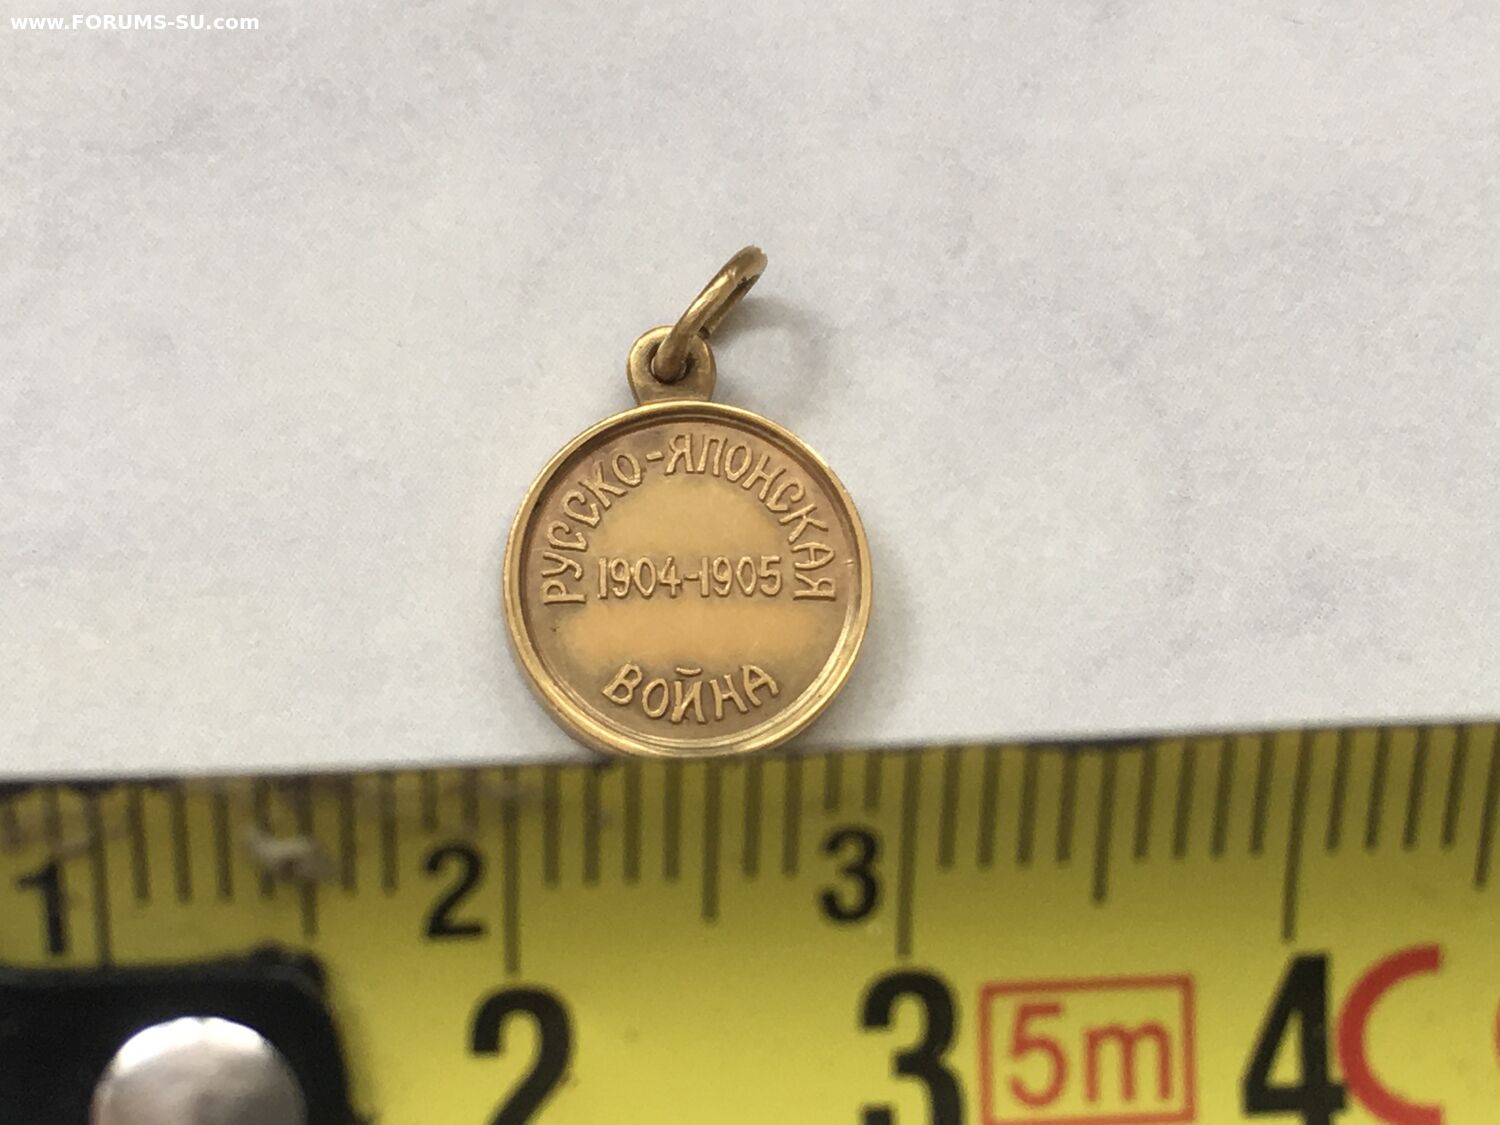 www.FORUMS-SU.com
РУССКО-ЯПОНСКАЯ
1904-1905
ВОЙНА
1 2 3
2 3 5m 4